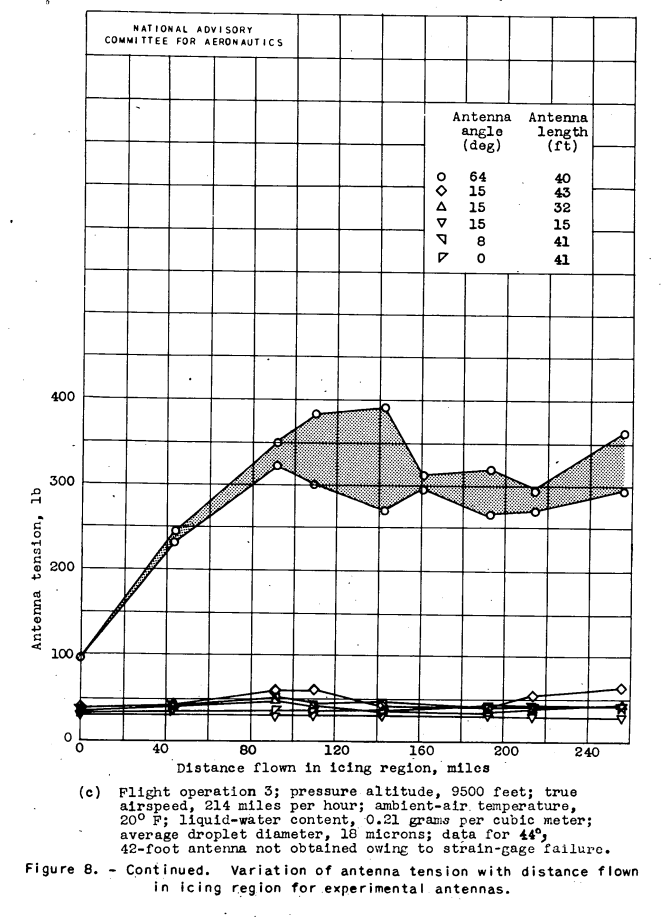 NATIONAL ADVISORY
COMMITTEE FOR AERONAUTICS
Antenna Antenna
angle length
(deg) (ft)
64 40
15 43
15 32
15 15
8 41
0 41
400
300
200
100
0
Antenna tension, lb
0 40 80 120 160 200 240
Distance flown in icing region, miles
(c) Flight operation 3; pressure altitude, 9500 feet; true
airspeed, 214 miles per hour; ambient-air temperature,
20° F; liquid-water content, 0.21 grams per cubic meter;
average droplet diameter, 18 microns; data for 44°,
42-foot antenna not obtained owing to strain-gage failure.
Figure 8. - Continued. Variation of antenna tension with distance flown
in icing region for experimental antennas.